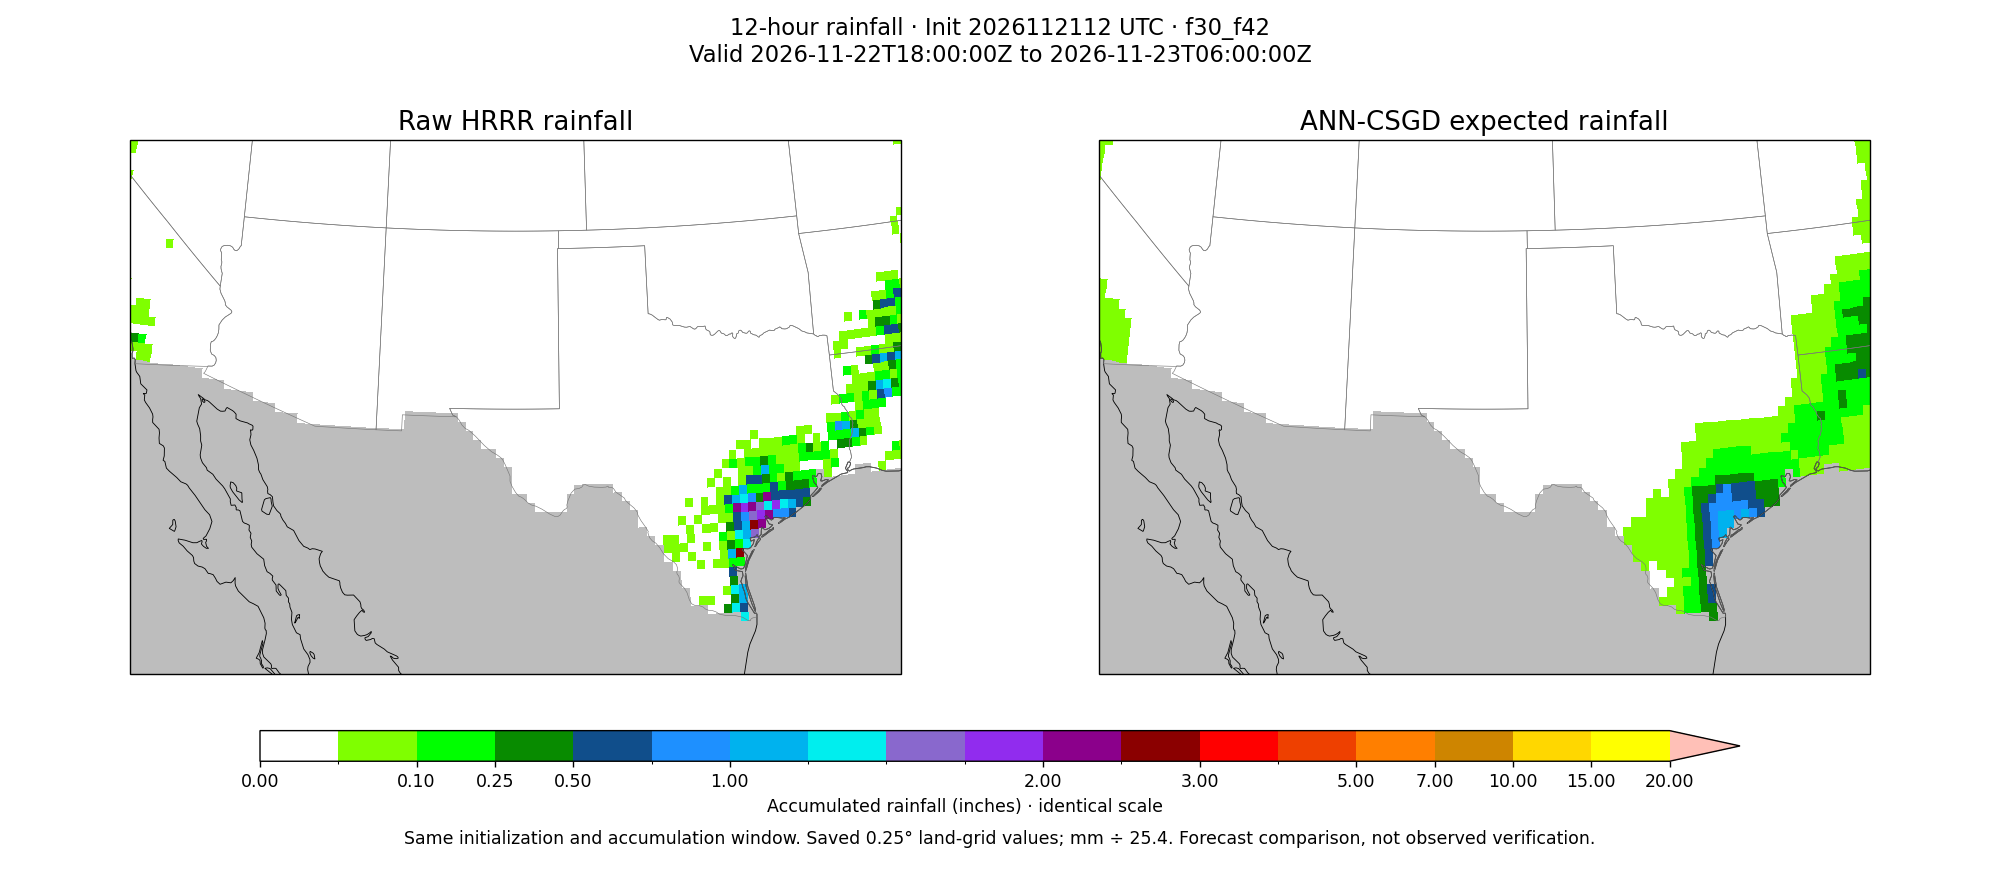 12-hour rainfall · Init 2026112112 UTC · f30_f42
Valid 2026-11-22T18:00:00Z to 2026-11-23T06:00:00Z
Raw HRRR rainfall
ANN-CSGD expected rainfall
0.00 0.10 0.25 0.50 1.00 2.00 3.00 5.00 7.00 10.00 15.00 20.00
Accumulated rainfall (inches) · identical scale
Same initialization and accumulation window. Saved 0.25° land-grid values; mm ÷ 25.4. Forecast comparison, not observed verification.